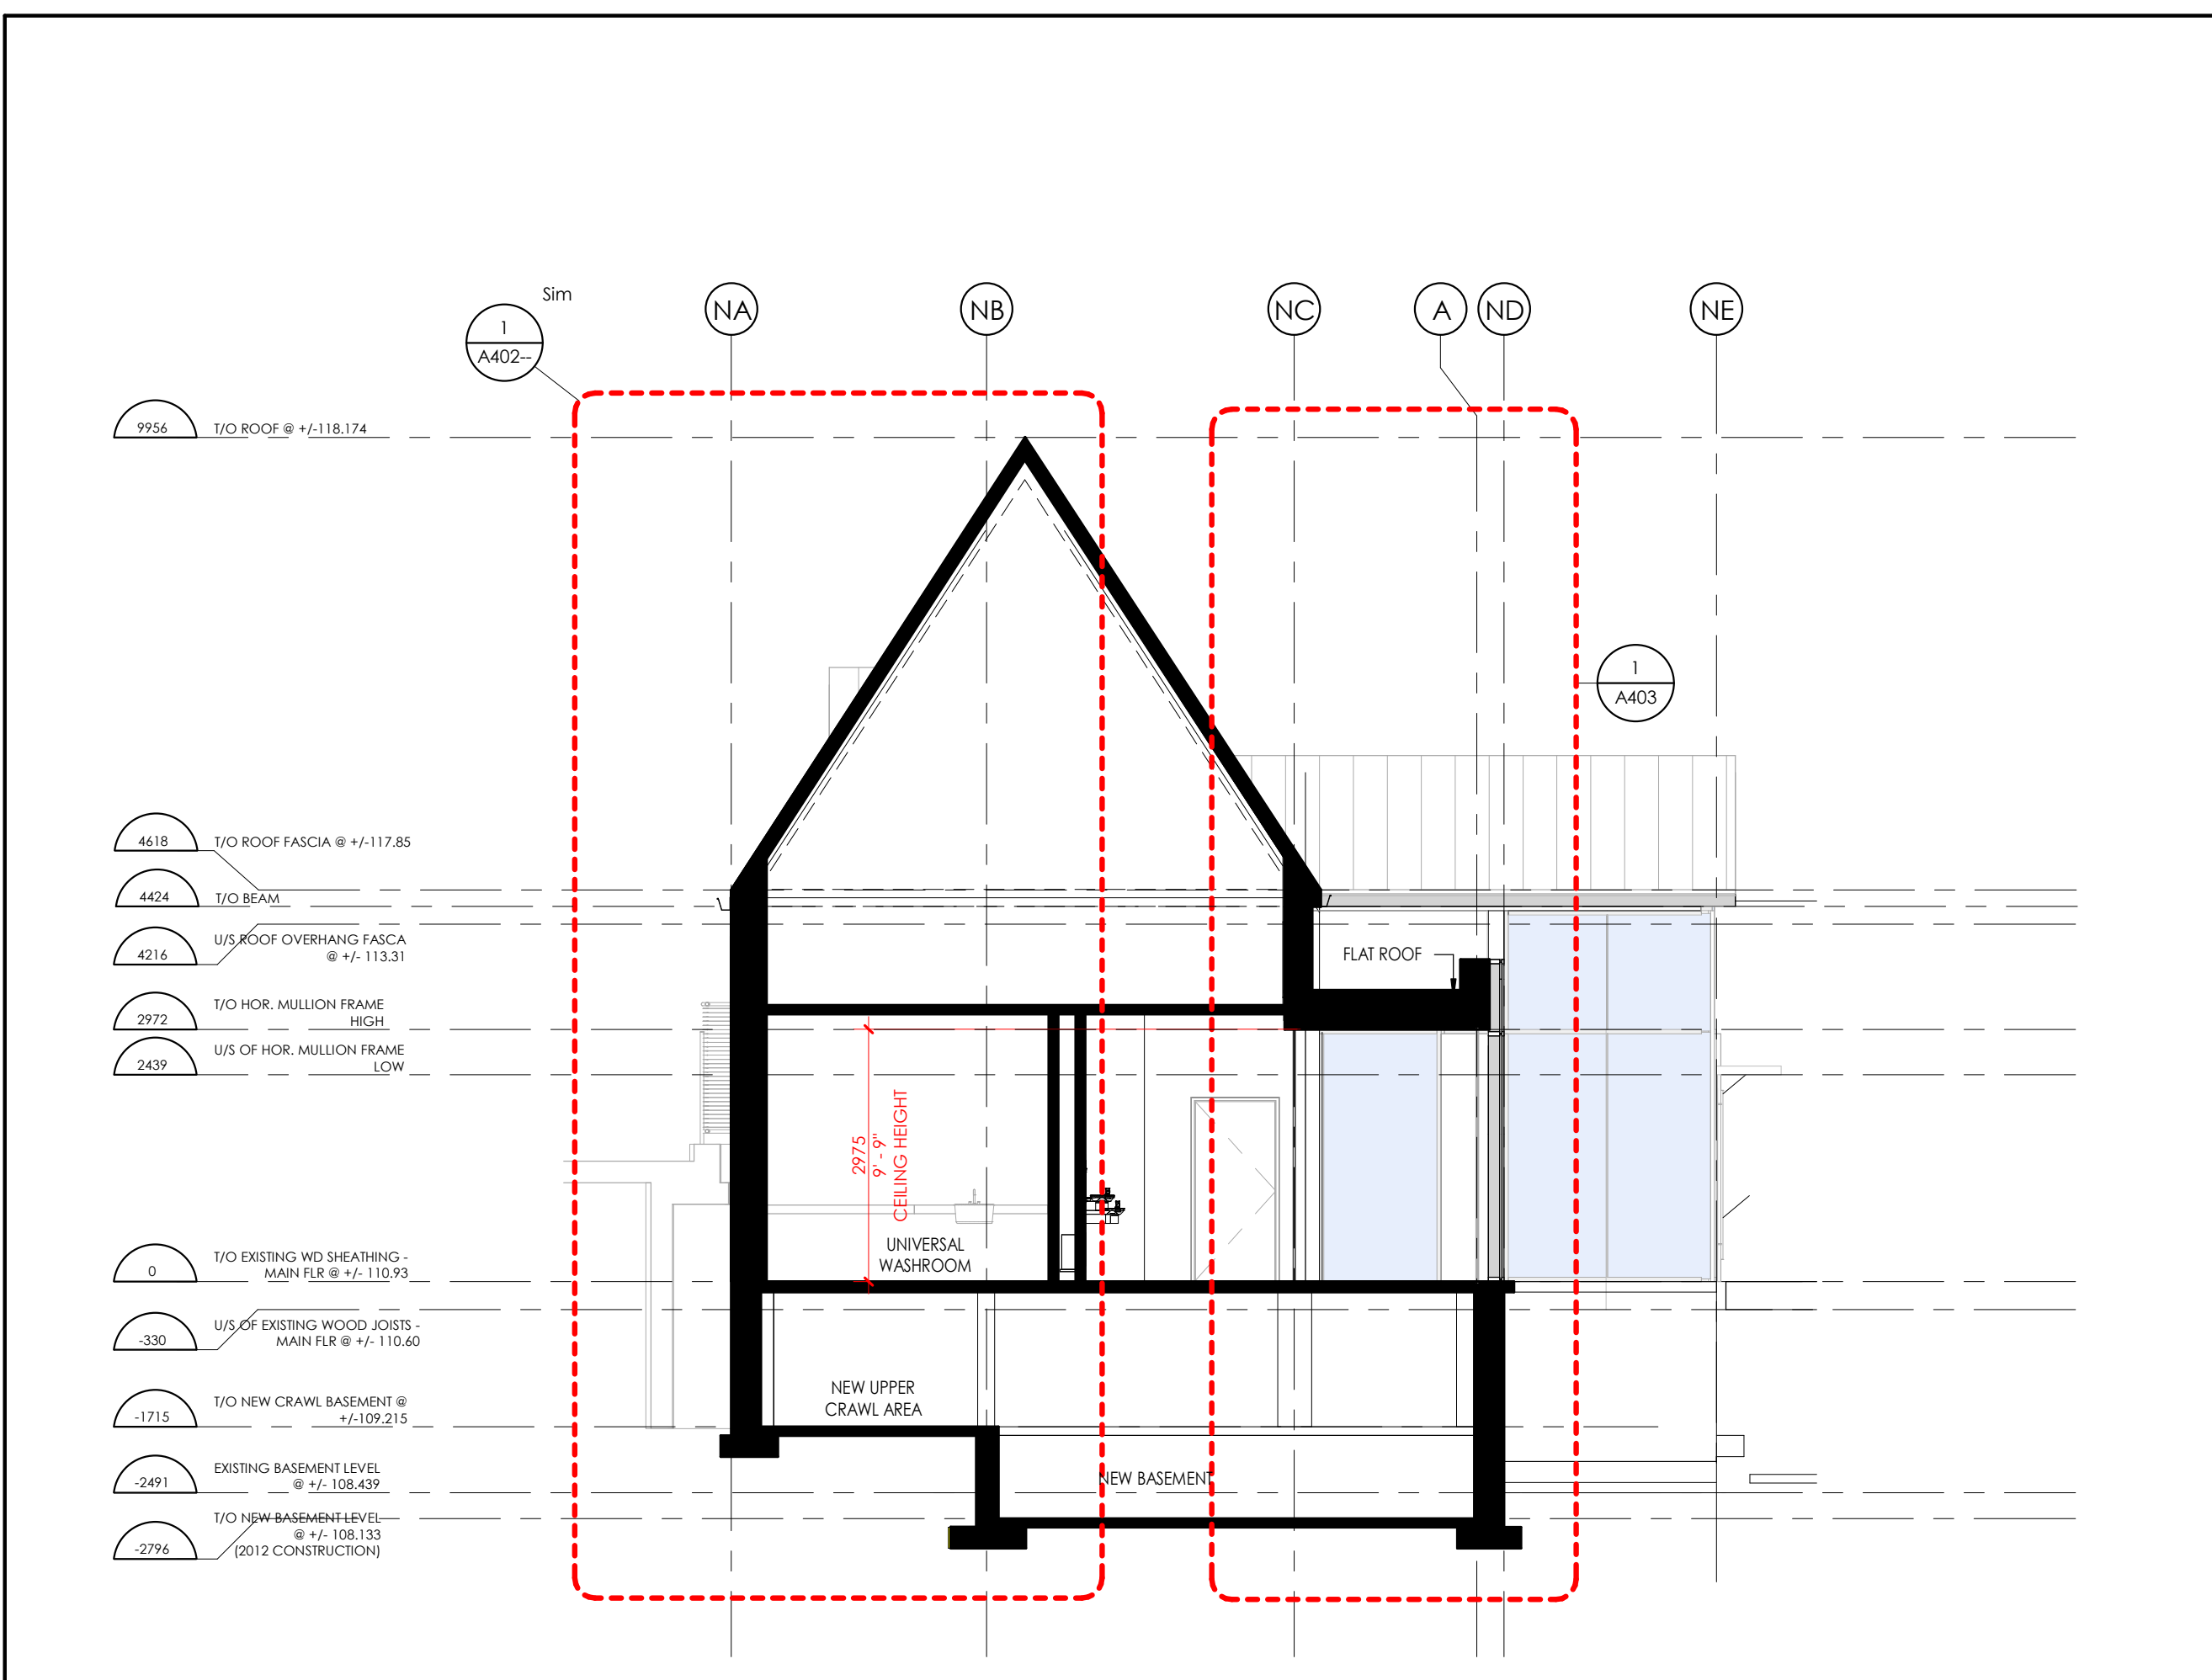 Sim
1
A402--
NA
NB
NC
A
ND
NE
9956
T/O ROOF @ +/-118.174
1
A403
4618
T/O ROOF FASCIA @ +/-117.85
4424
T/O BEAM
4216
U/S ROOF OVERHANG FASCA
@ +/- 113.31
FLAT ROOF
2972
T/O HOR. MULLION FRAME
HIGH
2439
U/S OF HOR. MULLION FRAME
LOW
2975
9' - 9"
CEILING HEIGHT
UNIVERSAL
WASHROOM
0
T/O EXISTING WD SHEATHING -
MAIN FLR @ +/- 110.93
-330
U/S OF EXISTING WOOD JOISTS -
MAIN FLR @ +/- 110.60
NEW UPPER
CRAWL AREA
-1715
T/O NEW CRAWL BASEMENT @
+/-109.215
-2491
EXISTING BASEMENT LEVEL
@ +/- 108.439
NEW BASEMENT
-2796
T/O NEW BASEMENT LEVEL
@ +/- 108.133
(2012 CONSTRUCTION)